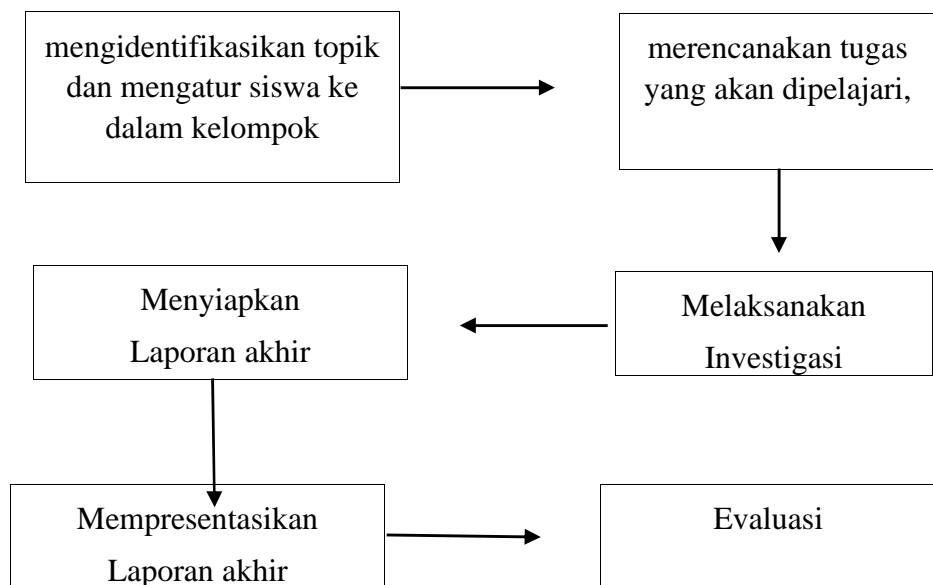 mengidentifikasikan topik
dan mengatur siswa ke
dalam kelompok
merencanakan tugas
yang akan dipelajari,
Melaksanakan
Investigasi
Menyiapkan
Laporan akhir
Mempresentasikan
Laporan akhir
Evaluasi